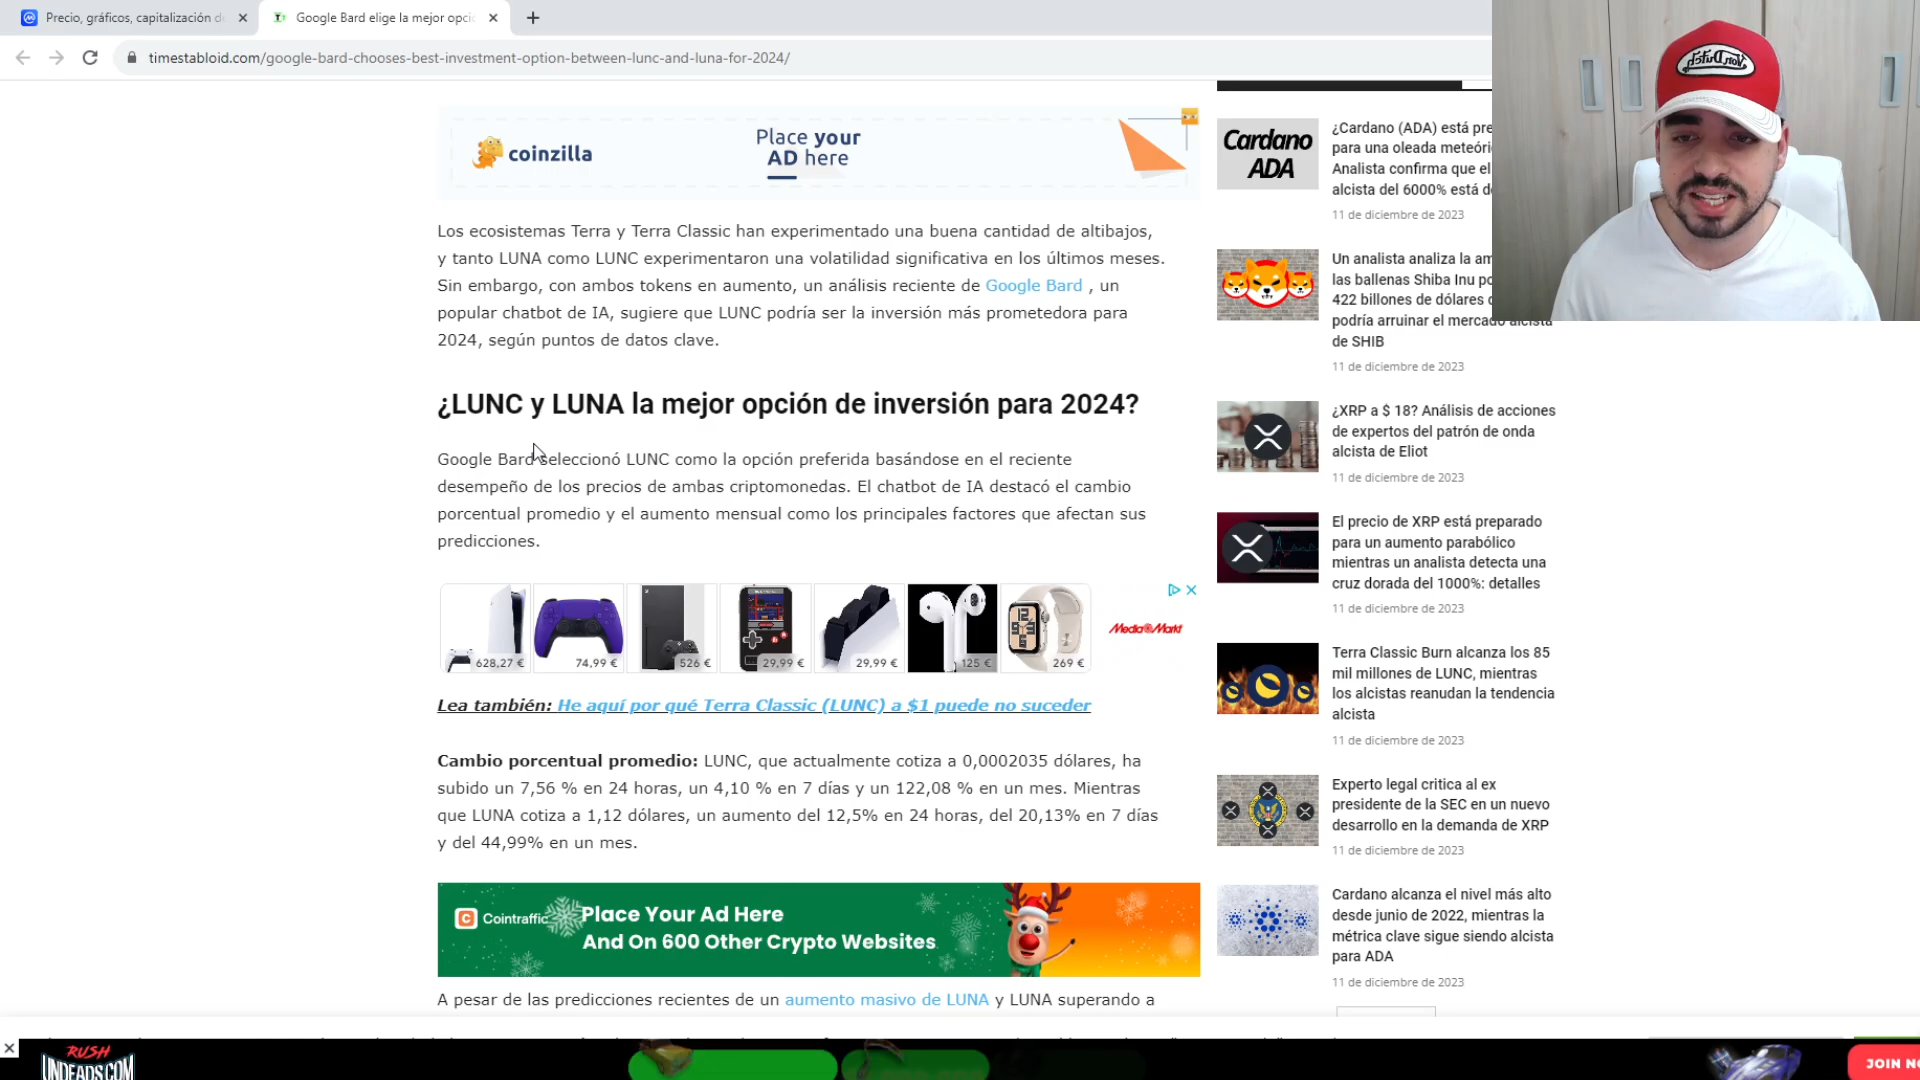 Precio, gráficos, capitalización d
Google Bard elige la mejor opció
timestabloid.com/google-bard-chooses-best-investment-option-between-lunc-and-luna-for-2024/
Von Dutch
coinzilla
Place your
AD here
Los ecosistemas Terra y Terra Classic han experimentado una buena cantidad de altibajos,
y tanto LUNA como LUNC experimentaron una volatilidad significativa en los últimos meses.
Sin embargo, con ambos tokens en aumento, un análisis reciente de Google Bard , un
popular chatbot de IA, sugiere que LUNC podría ser la inversión más prometedora para
2024, según puntos de datos clave.
¿LUNC y LUNA la mejor opción de inversión para 2024?
Google Bard seleccionó LUNC como la opción preferida basándose en el reciente
desempeño de los precios de ambas criptomonedas. El chatbot de IA destacó el cambio
porcentual promedio y el aumento mensual como los principales factores que afectan sus
predicciones.
628,27 €
74,99 €
526 €
29,99 €
29,99 €
125 €
269 €
MediaMarkt
Lea también: He aquí por qué Terra Classic (LUNC) a $1 puede no suceder
Cambio porcentual promedio: LUNC, que actualmente cotiza a 0,0002035 dólares, ha
subido un 7,56 % en 24 horas, un 4,10 % en 7 días y un 122,08 % en un mes. Mientras
que LUNA cotiza a 1,12 dólares, un aumento del 12,5% en 24 horas, del 20,13% en 7 días
y del 44,99% en un mes.
Cointraffic
Place Your Ad Here
And On 600 Other Crypto Websites
A pesar de las predicciones recientes de un aumento masivo de LUNA y LUNA superando a
Cardano
ADA
¿Cardano (ADA) está pre
para una oleada meteóri
Analista confirma que el
alcista del 6000% está d
11 de diciembre de 2023
Un analista analiza la am
las ballenas Shiba Inu po
422 billones de dólares d
podría arruinar el mercado alcista
de SHIB
11 de diciembre de 2023
¿XRP a $ 18? Análisis de acciones
de expertos del patrón de onda
alcista de Eliot
11 de diciembre de 2023
El precio de XRP está preparado
para un aumento parabólico
mientras un analista detecta una
cruz dorada del 1000%: detalles
11 de diciembre de 2023
Terra Classic Burn alcanza los 85
mil millones de LUNC, mientras
los alcistas reanudan la tendencia
alcista
11 de diciembre de 2023
Experto legal critica al ex
presidente de la SEC en un nuevo
desarrollo en la demanda de XRP
11 de diciembre de 2023
Cardano alcanza el nivel más alto
desde junio de 2022, mientras la
métrica clave sigue siendo alcista
para ADA
11 de diciembre de 2023
RUSH
UNDEADS.COM
JOIN NO